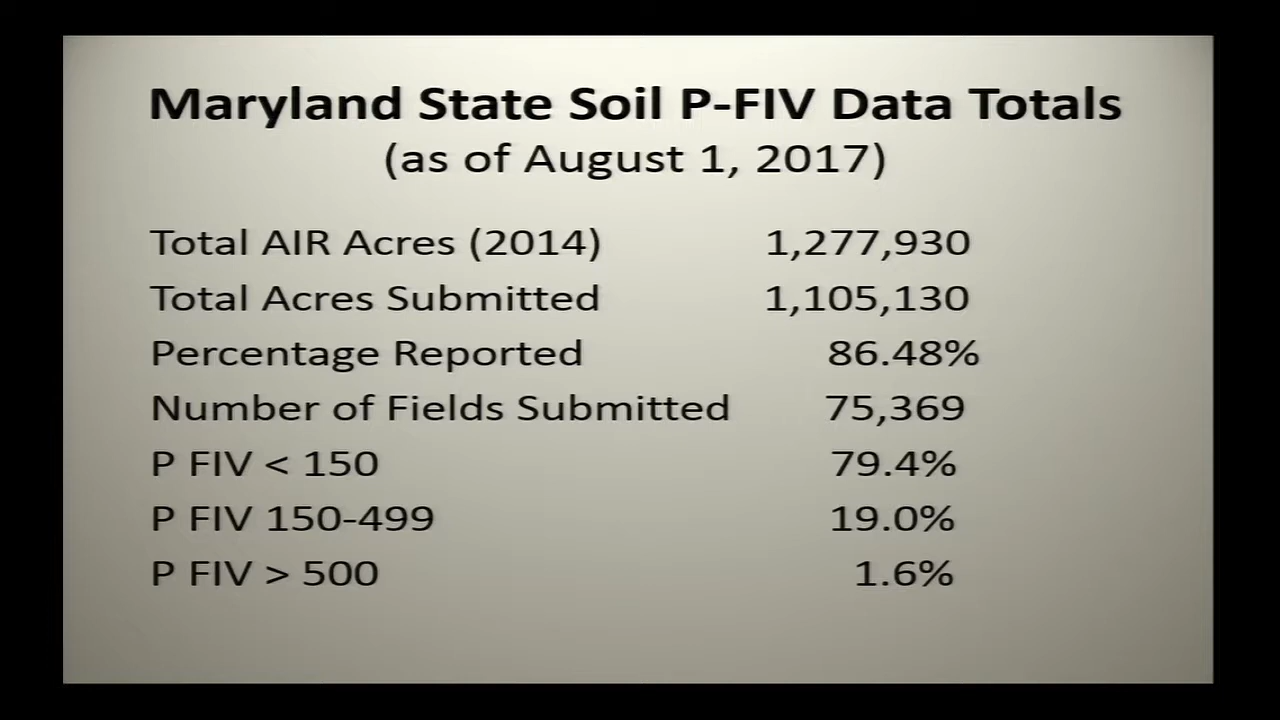 Maryland State Soil P-FIV Data Totals
(as of August 1, 2017)
Total AIR Acres (2014) 1,277,930
Total Acres Submitted 1,105,130
Percentage Reported 86.48%
Number of Fields Submitted 75,369
P FIV < 150 79.4%
P FIV 150-499 19.0%
P FIV > 500 1.6%